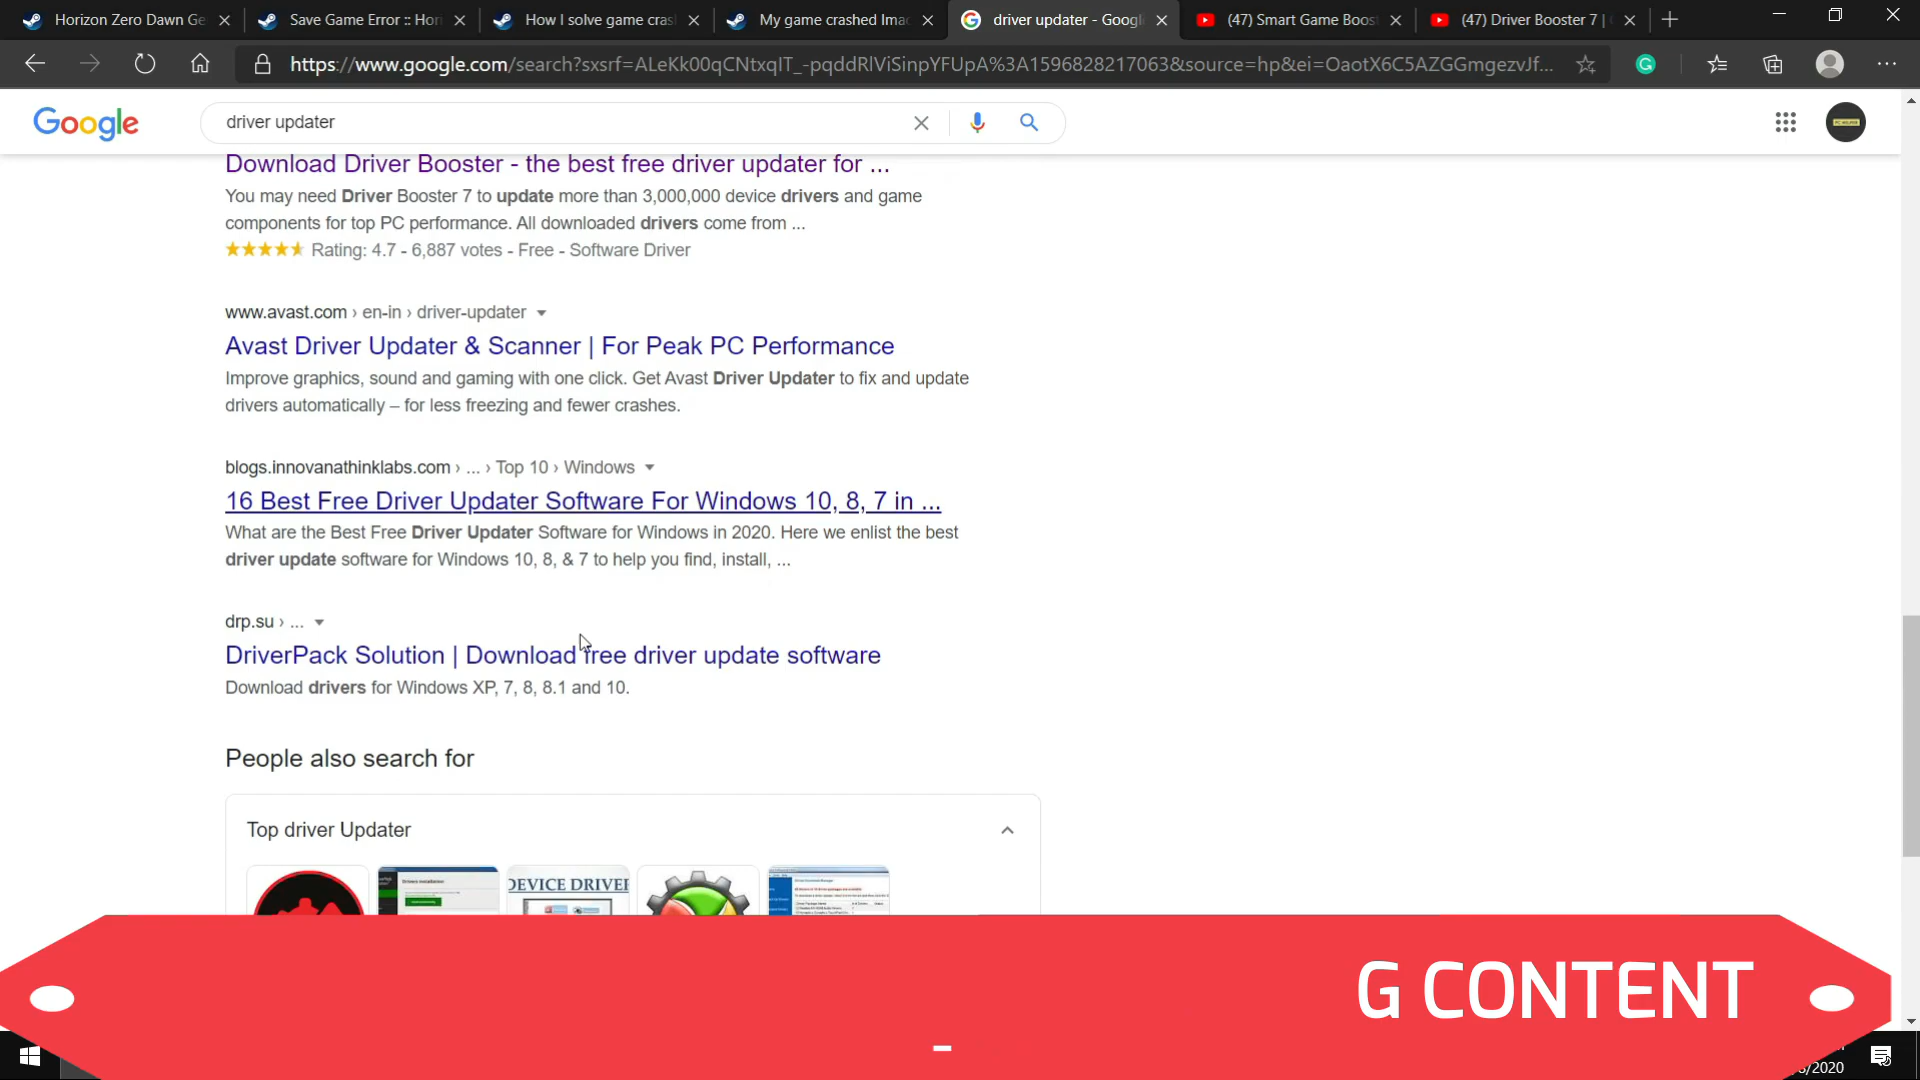 Horizon Zero Dawn Ge
Save Game Error :: Hori
How I solve game cras
My game crashed Imac
driver updater - Googl
(47) Smart Game Boos
(47) Driver Booster 7 |
https://www.google.com/search?sxsrf=ALeKk00qCNtxqIT_-pqddRlViSinpYFUpA%3A1596828217063&source=hp&ei=OaotX6C5AZGGmgezvJf...
Google
driver updater
Download Driver Booster - the best free driver updater for ...
You may need Driver Booster 7 to update more than 3,000,000 device drivers and game
components for top PC performance. All downloaded drivers come from ...
Rating: 4.7 - 6,887 votes - Free - Software Driver
www.avast.com › en-in › driver-updater
Avast Driver Updater & Scanner | For Peak PC Performance
Improve graphics, sound and gaming with one click. Get Avast Driver Updater to fix and update
drivers automatically – for less freezing and fewer crashes.
blogs.innovanathinklabs.com › ... › Top 10 › Windows
16 Best Free Driver Updater Software For Windows 10, 8, 7 in ...
What are the Best Free Driver Updater Software for Windows in 2020. Here we enlist the best
driver update software for Windows 10, 8, & 7 to help you find, install, ...
drp.su › ...
DriverPack Solution | Download free driver update software
Download drivers for Windows XP, 7, 8, 8.1 and 10.
People also search for
Top driver Updater
DEVICE DRIVER
G CONTENT
/2020